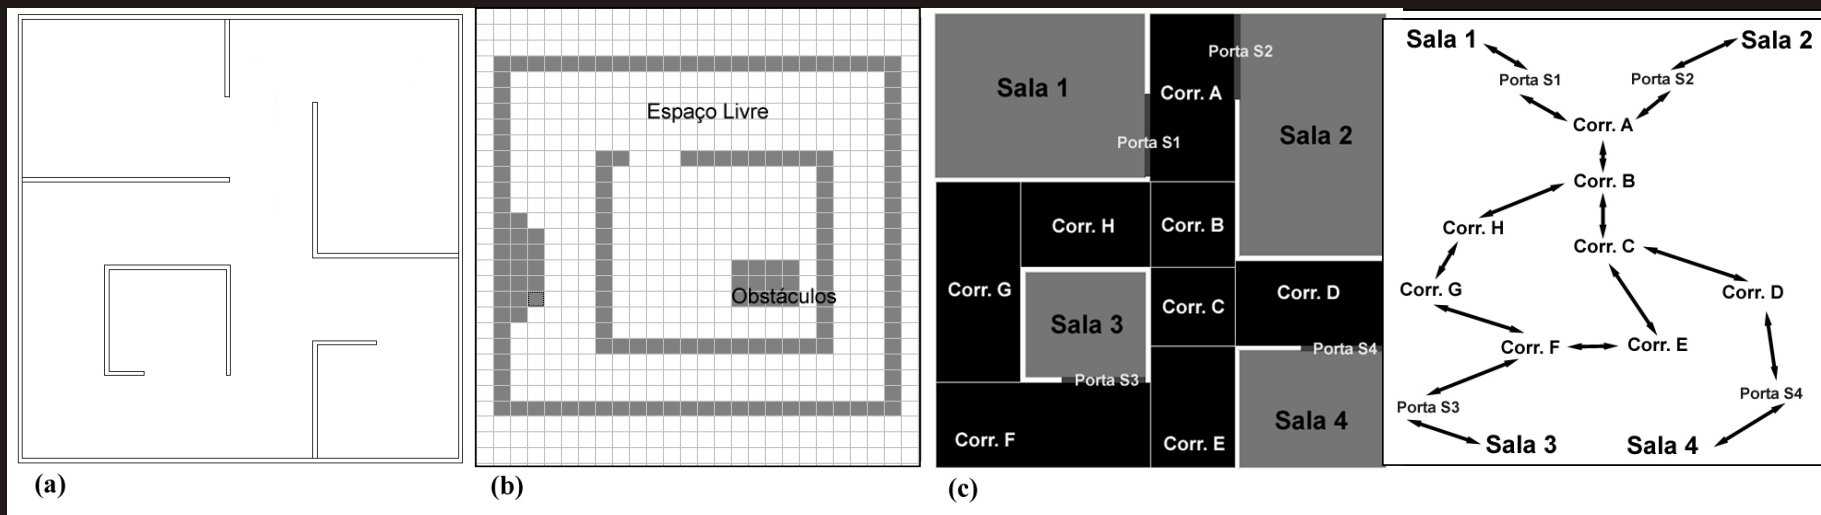 Espaço Livre
Obstáculos
Sala 1
Porta S2
Corr. A
Porta S1
Sala 2
Corr. H
Corr. B
Corr. G
Corr. C
Corr. D
Sala 3
Porta S4
Porta S3
Sala 4
Corr. F
Corr. E
Sala 1
Sala 2
Porta S1
Porta S2
Corr. A
Corr. B
Corr. H
Corr. C
Corr. G
Corr. D
Corr. F
Corr. E
Porta S3
Porta S4
Sala 3
Sala 4
(a)
(b)
(c)